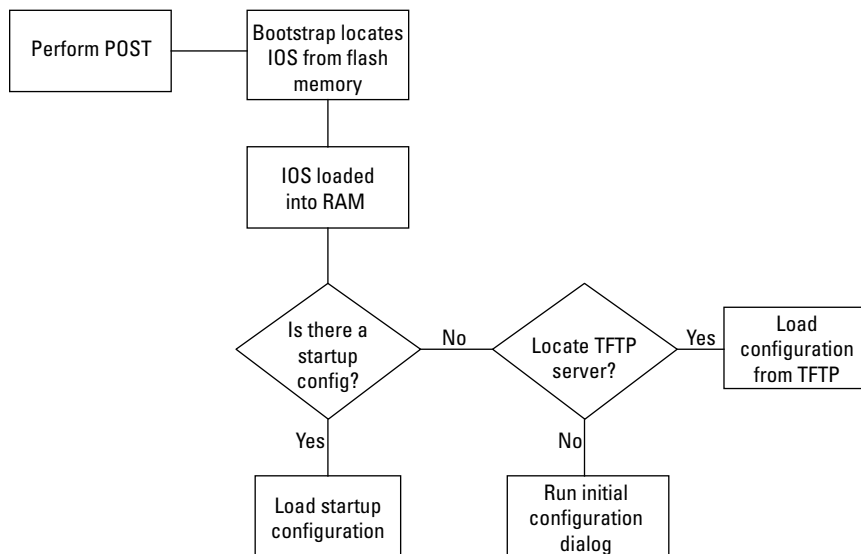 Perform POST
Bootstrap locates
IOS from flash
memory
IOS loaded
into RAM
Is there a
startup
config?
No
Locate TFTP
server?
Yes
Load
configuration
from TFTP
Yes
No
Load startup
configuration
Run initial
configuration
dialog